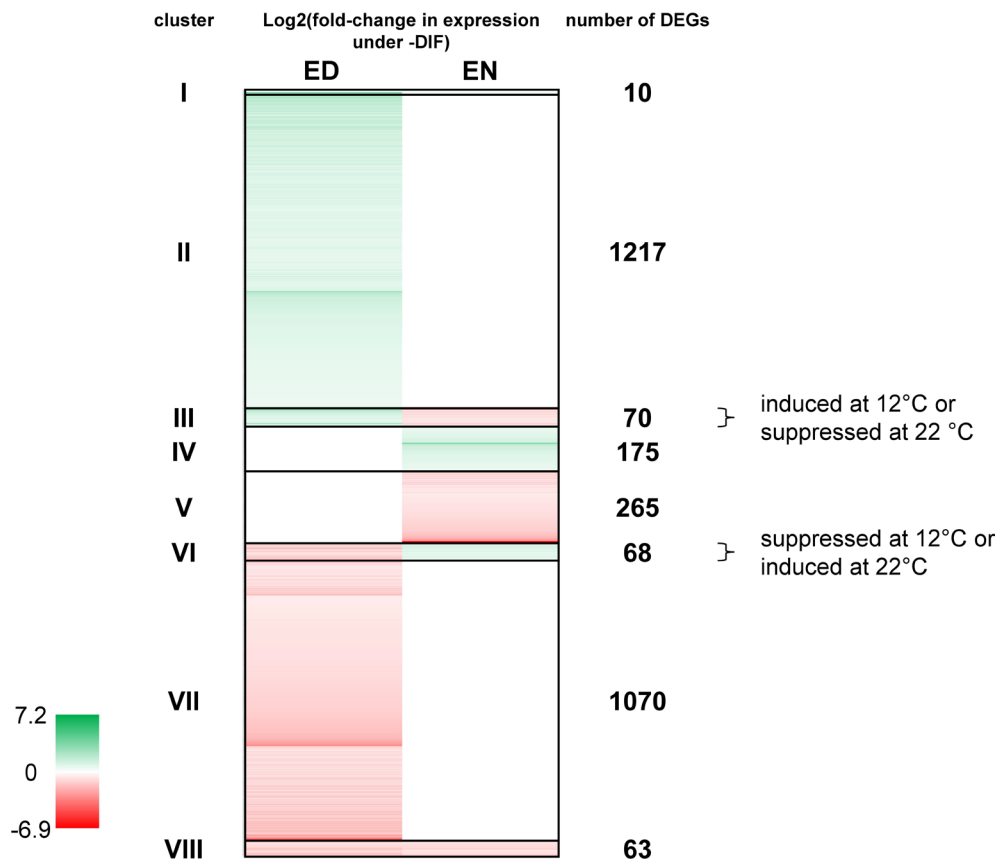 cluster
Log2(fold-change in expression
under -DIF)
number of DEGs
ED
EN
I
10
II
1217
III
70
induced at 12°C or
suppressed at 22 °C
IV
175
V
265
VI
68
suppressed at 12°C or
induced at 22°C
VII
1070
7.2
0
-6.9
VIII
63